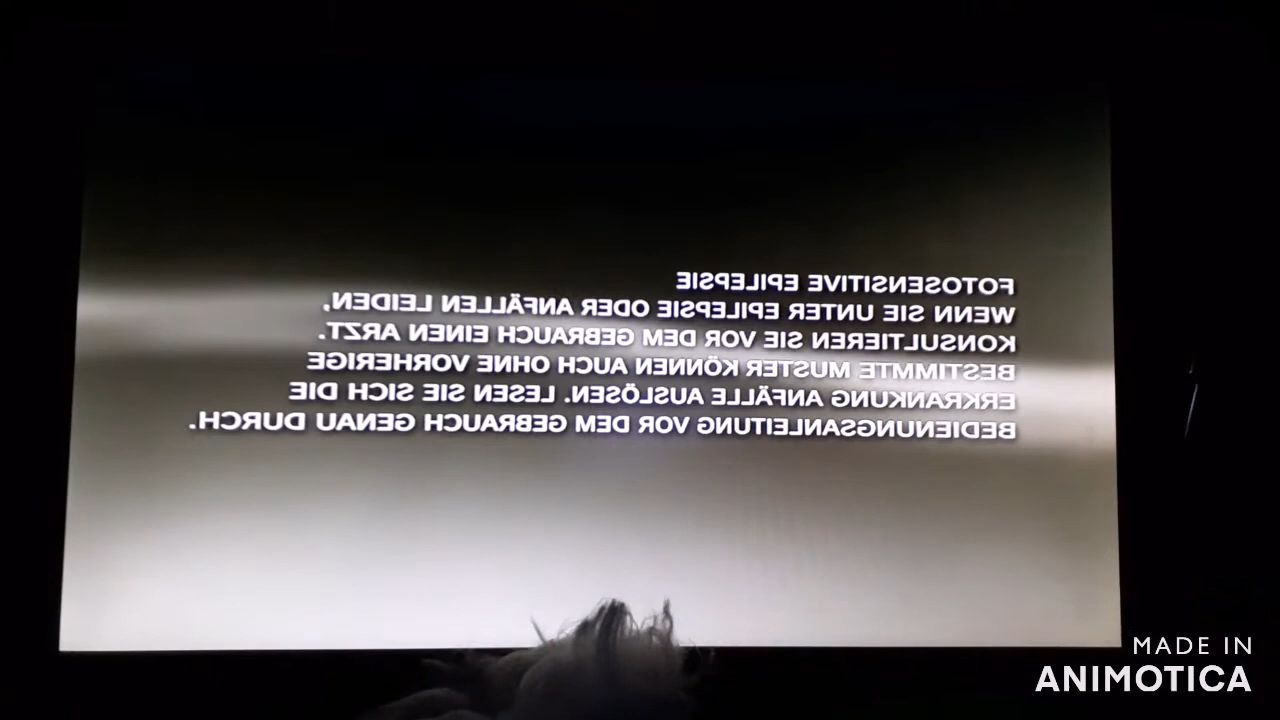 FOTOSENSITIVE EPILEPSIE
WENN SIE UNTER EPILEPSIE ODER ANFÄLLEN LEIDEN,
KONSULTIEREN SIE VOR DEM GEBRAUCH EINEN ARZT.
BESTIMMTE MUSTER KÖNNEN AUCH OHNE VORHERIGE
ERKRANKUNG ANFÄLLE AUSLÖSEN. LESEN SIE SICH DIE
BEDIENUNGSANLEITUNG VOR DEM GEBRAUCH GENAU DURCH.
MADE IN
ANIMOTICA